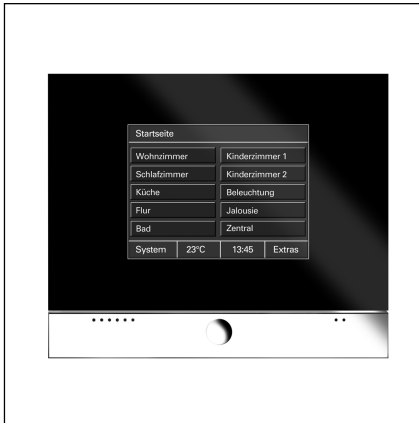 Startseite
Wohnzimmer Kinderzimmer 1
Schlafzimmer Kinderzimmer 2
Küche Beleuchtung
Flur Jalousie
Bad Zentral
System 23°C 13:45 Extras